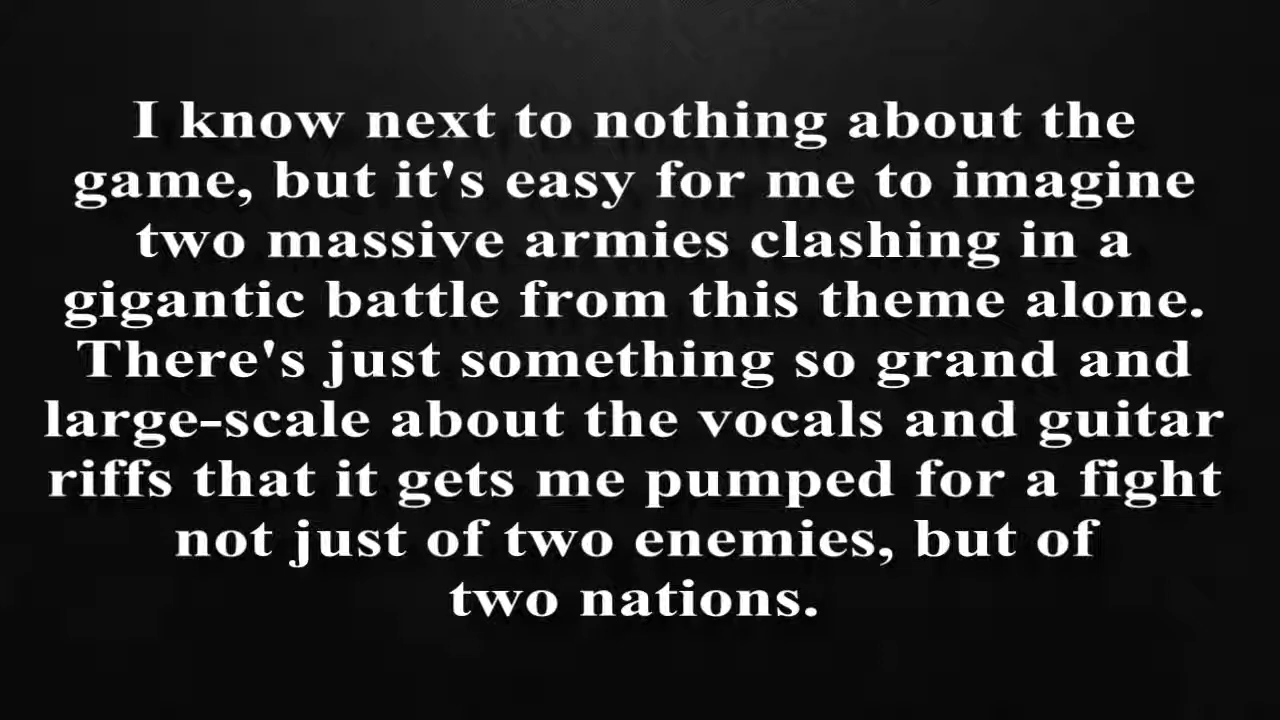 I know next to nothing about the
game, but it's easy for me to imagine
two massive armies clashing in a
gigantic battle from this theme alone.
There's just something so grand and
large-scale about the vocals and guitar
riffs that it gets me pumped for a fight
not just of two enemies, but of
two nations.